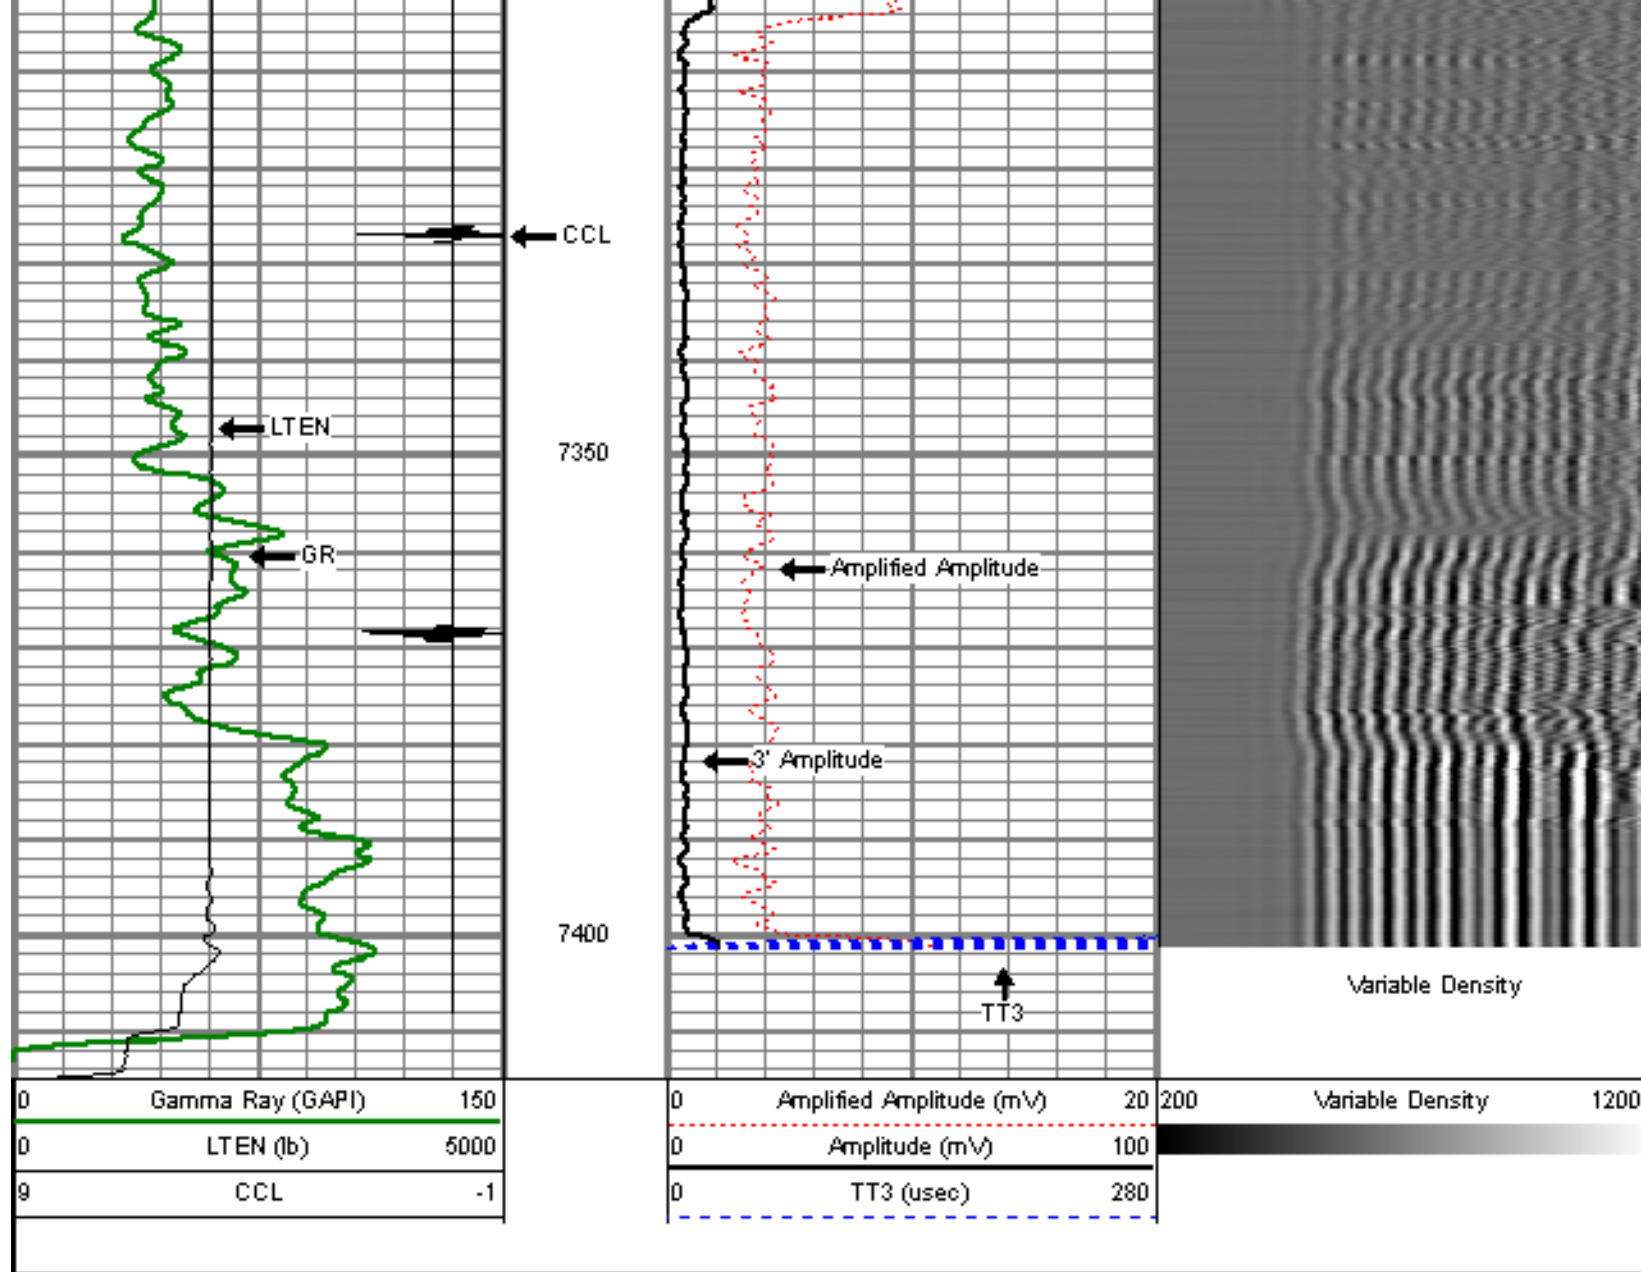 CCL
LTEN
7350
GR
Amplified Amplitude
3' Amplitude
7400
Variable Density
TT3
0 Gamma Ray (GAPI) 150
0 Amplified Amplitude (mV) 20
200 Variable Density 1200
0 LTEN (lb) 5000
0 Amplitude (mV) 100
9 CCL -1
0 TT3 (usec) 280